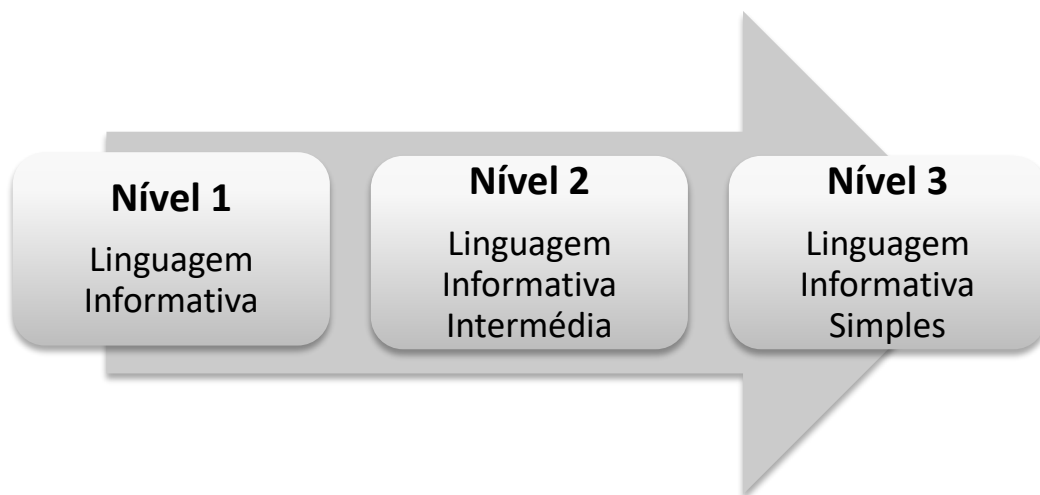 Nível 1
Linguagem
Informativa
Nível 2
Linguagem
Informativa
Intermédia
Nível 3
Linguagem
Informativa
Simples